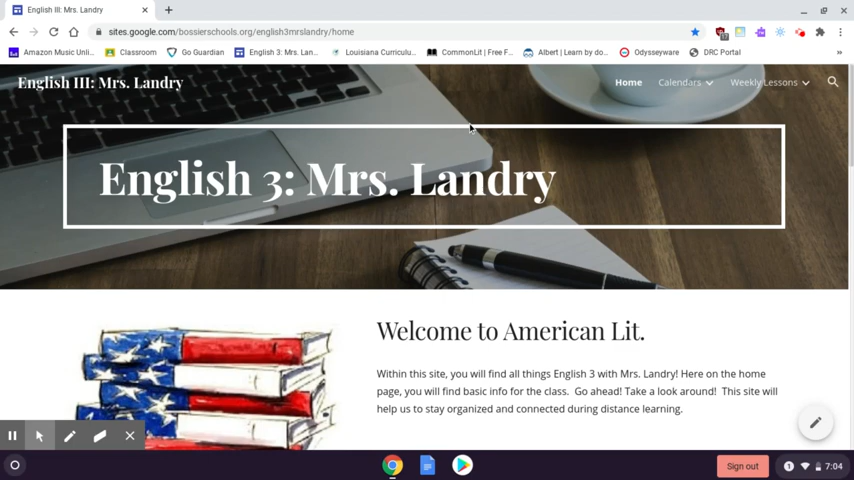 English III: Mrs. Landry
sites.google.com/bossierschools.org/english3mrslandry/home
Amazon Music Unli...
Classroom
Go Guardian
English 3: Mrs. Lan...
Louisiana Curriculu...
CommonLit | Free F...
Albert | Learn by do...
Odysseyware
DRC Portal
»
English III: Mrs. Landry
Home
Calendars
Weekly Lessons
English 3: Mrs. Landry
Welcome to American Lit.
Within this site, you will find all things English 3 with Mrs. Landry! Here on the home
page, you will find basic info for the class. Go ahead! Take a look around! This site will
help us to stay organized and connected during distance learning.
Sign out
1
7:04